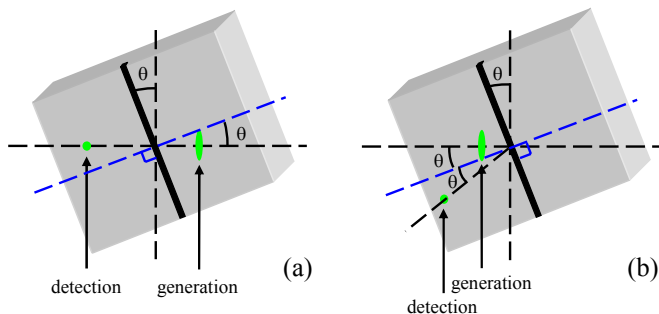 θ
θ
detection
generation
(a)
θ
θ
θ
generation
detection
(b)